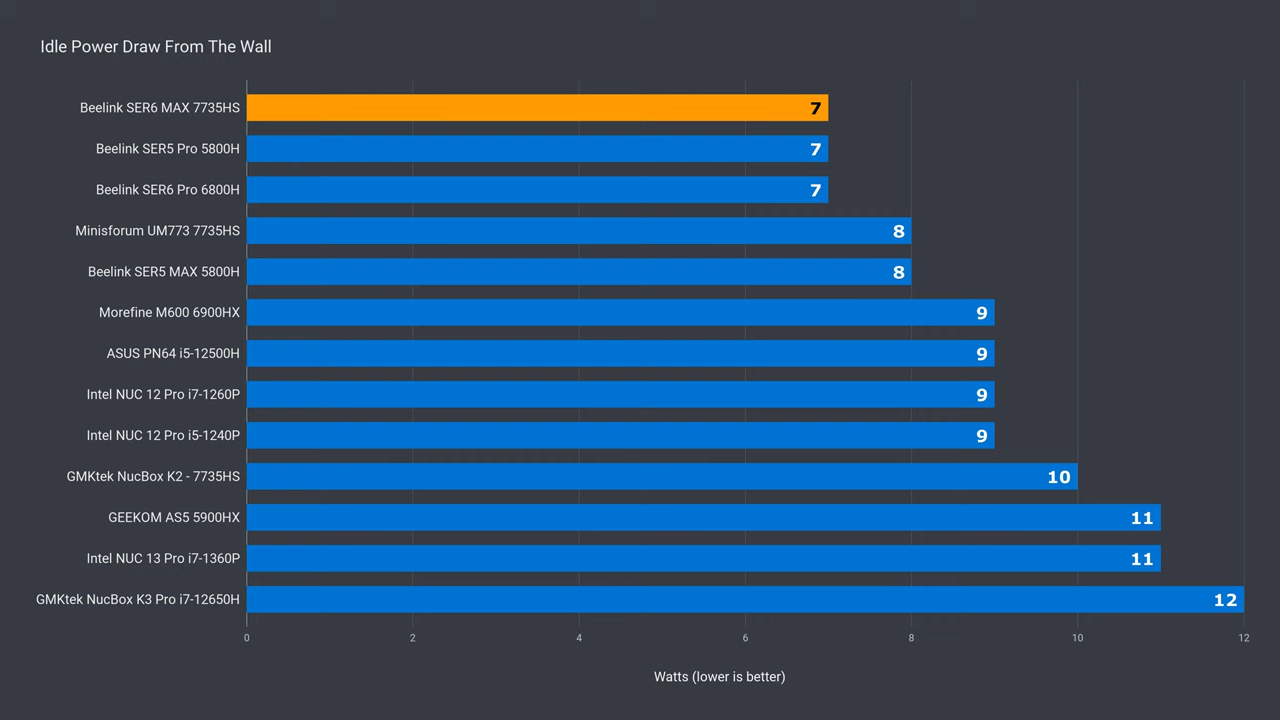 Idle Power Draw From The Wall
Beelink SER6 MAX 7735HS 7
Beelink SER5 Pro 5800H 7
Beelink SER6 Pro 6800H 7
Minisforum UM773 7735HS 8
Beelink SER5 MAX 5800H 8
Morefine M600 6900HX 9
ASUS PN64 i5-12500H 9
Intel NUC 12 Pro i7-1260P 9
Intel NUC 12 Pro i5-1240P 9
GMKtek NucBox K2 - 7735HS 10
GEEKOM AS5 5900HX 11
Intel NUC 13 Pro i7-1360P 11
GMKtek NucBox K3 Pro i7-12650H 12
0 2 4 6 8 10 12
Watts (lower is better)